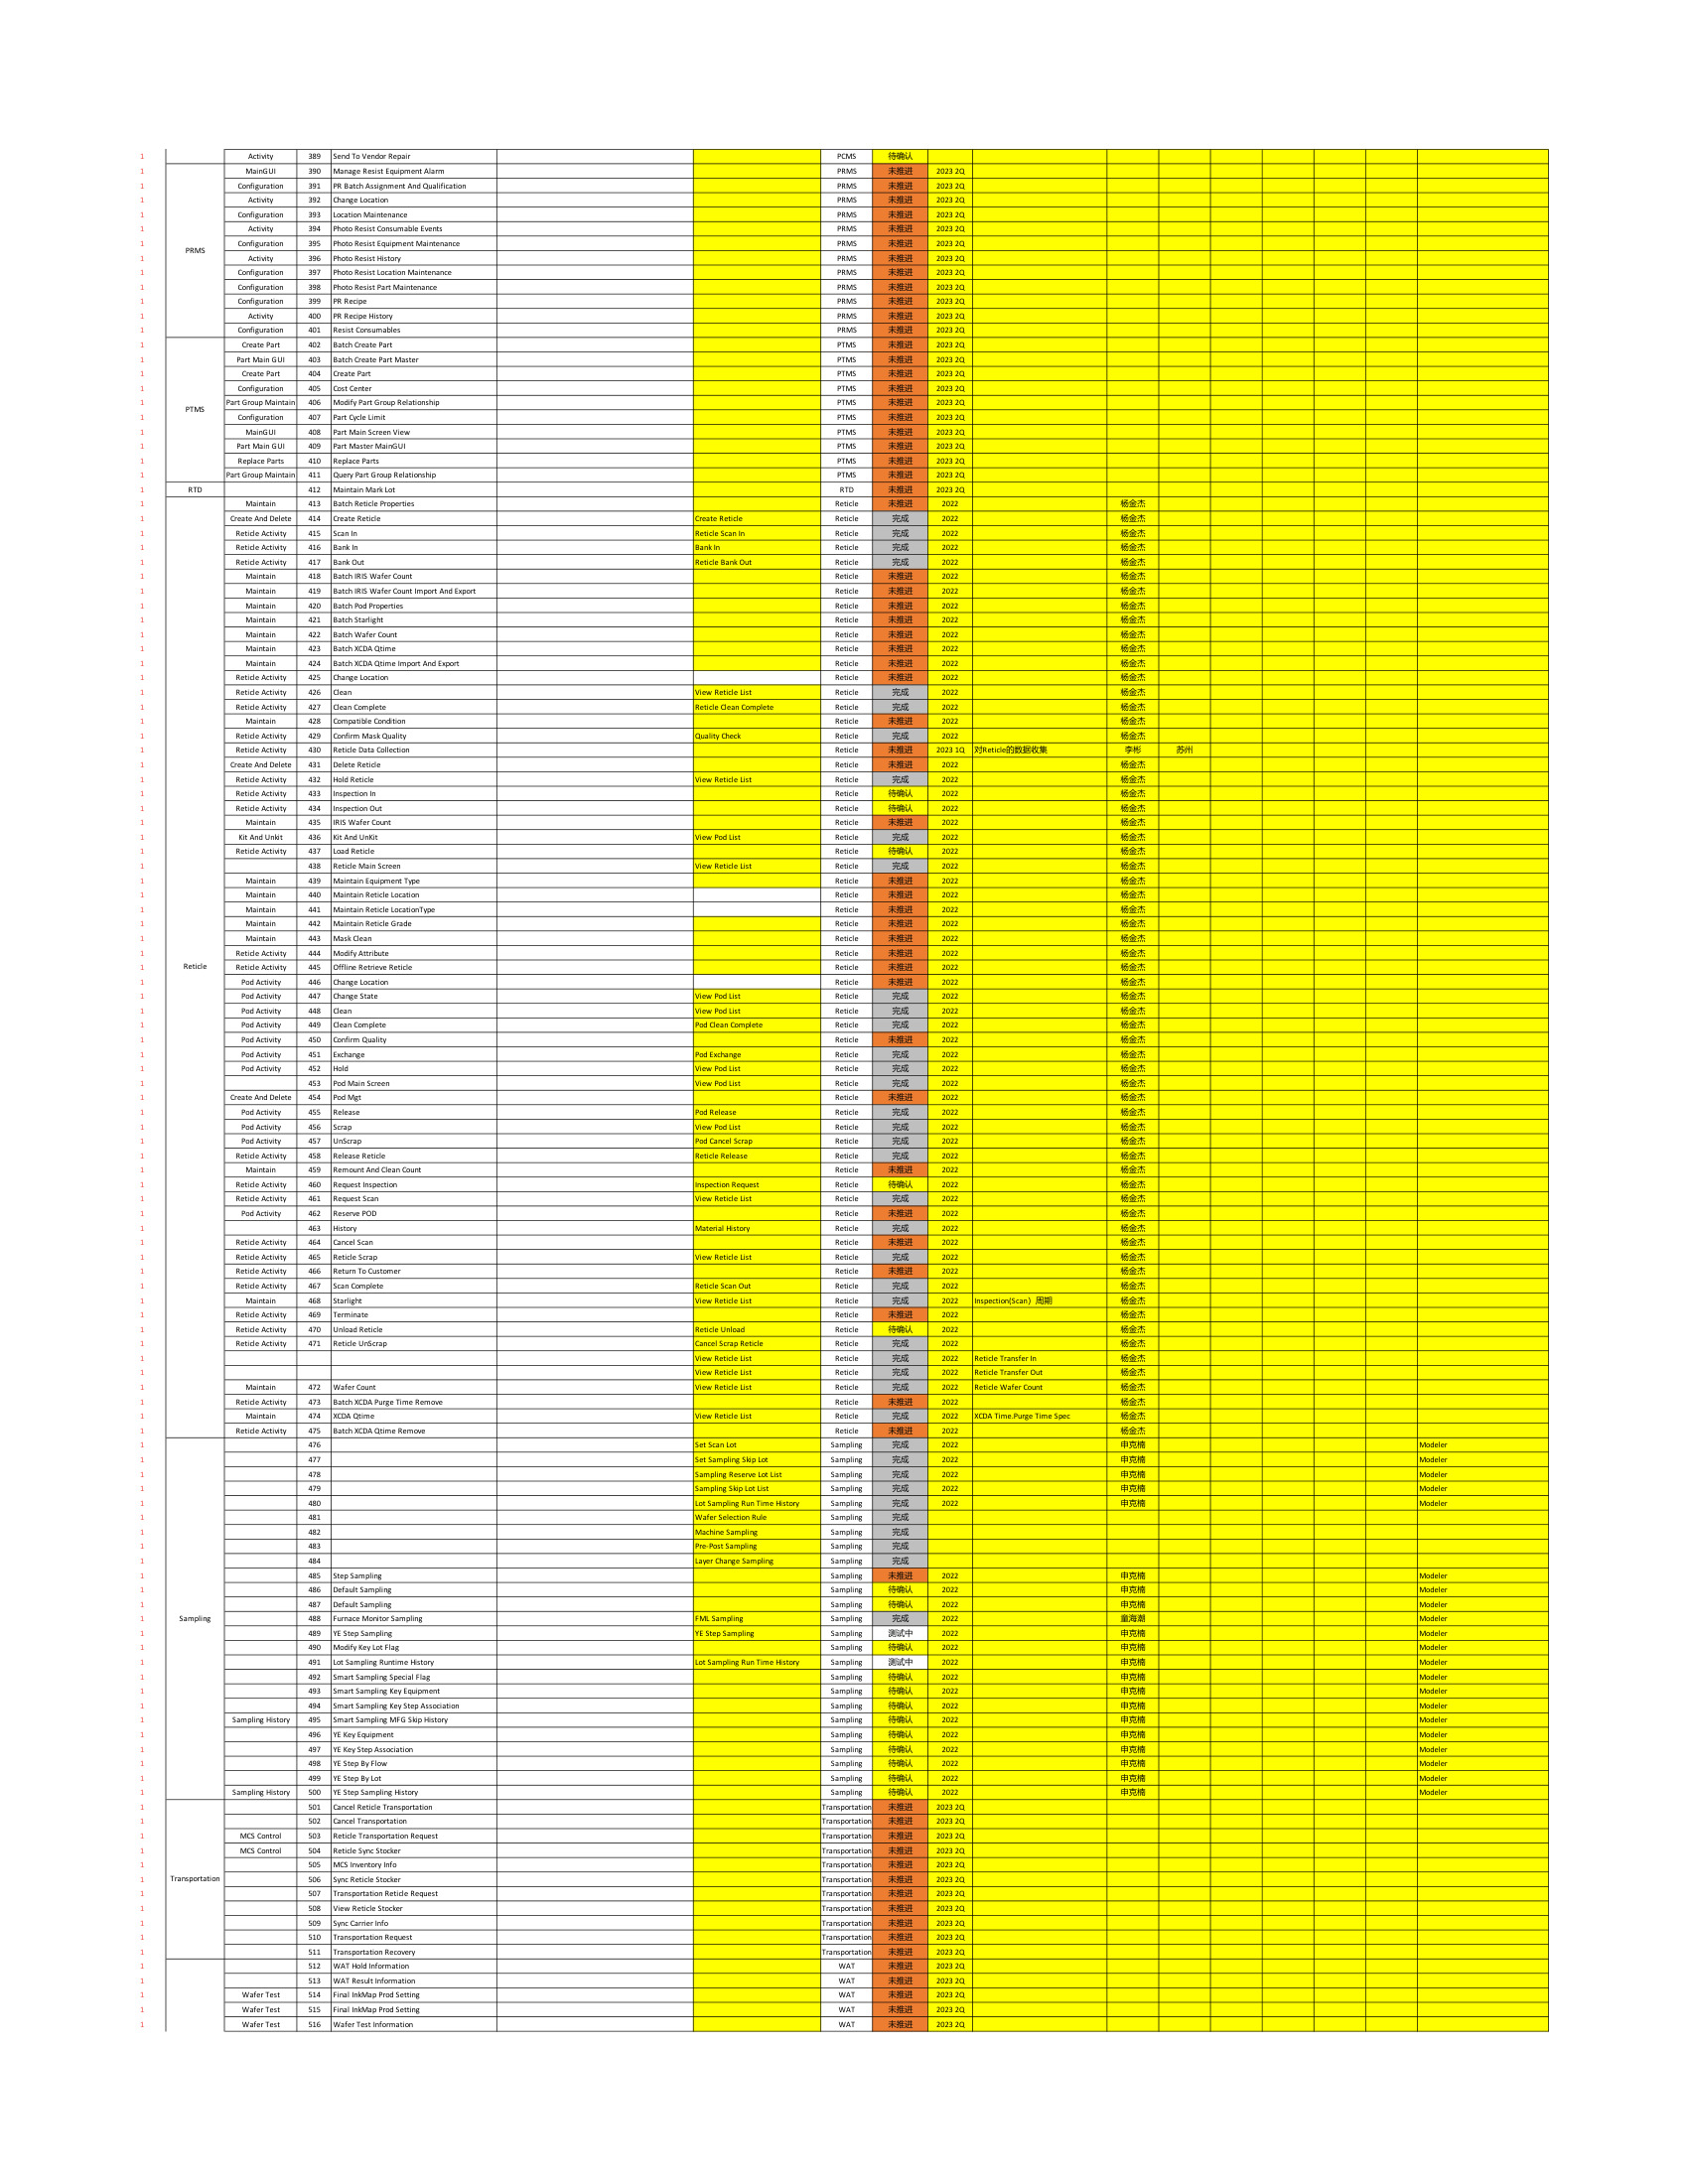 1 Activity 389 Send To Vendor Repair PCMS 待确认
1 MainGUI 390 Manage Resist Equipment Alarm PRMS 未推进 2023 2Q
1 Configuration 391 PR Batch Assignment And Qualification PRMS 未推进 2023 2Q
1 Activity 392 Change Location PRMS 未推进 2023 2Q
1 Configuration 393 Location Maintenance PRMS 未推进 2023 2Q
1 Activity 394 Photo Resist Consumable Events PRMS 未推进 2023 2Q
1 Configuration 395 Photo Resist Equipment Maintenance PRMS 未推进 2023 2Q
PRMS
1 Activity 396 Photo Resist History PRMS 未推进 2023 2Q
1 Configuration 397 Photo Resist Location Maintenance PRMS 未推进 2023 2Q
1 Configuration 398 Photo Resist Part Maintenance PRMS 未推进 2023 2Q
1 Configuration 399 PR Recipe PRMS 未推进 2023 2Q
1 Activity 400 PR Recipe History PRMS 未推进 2023 2Q
1 Configuration 401 Resist Consumables PRMS 未推进 2023 2Q
1 Create Part 402 Batch Create Part PTMS 未推进 2023 2Q
1 Part Main GUI 403 Batch Create Part Master PTMS 未推进 2023 2Q
1 Create Part 404 Create Part PTMS 未推进 2023 2Q
1 Configuration 405 Cost Center PTMS 未推进 2023 2Q
1 Part Group Maintain 406 Modify Part Group Relationship PTMS 未推进 2023 2Q
PTMS
1 Configuration 407 Part Cycle Limit PTMS 未推进 2023 2Q
1 MainGUI 408 Part Main Screen View PTMS 未推进 2023 2Q
1 Part Main GUI 409 Part Master MainGUI PTMS 未推进 2023 2Q
1 Replace Parts 410 Replace Parts PTMS 未推进 2023 2Q
1 Part Group Maintain 411 Query Part Group Relationship PTMS 未推进 2023 2Q
1 RTD 412 Maintain Mark Lot RTD 未推进 2023 2Q
1 Maintain 413 Batch Reticle Properties Reticle 未推进 2022 杨金杰
1 Create And Delete 414 Create Reticle Create Reticle Reticle 完成 2022 杨金杰
1 Reticle Activity 415 Scan In Reticle Scan In Reticle 完成 2022 杨金杰
1 Reticle Activity 416 Bank In Bank In Reticle 完成 2022 杨金杰
1 Reticle Activity 417 Bank Out Reticle Bank Out Reticle 完成 2022 杨金杰
1 Maintain 418 Batch IRIS Wafer Count Reticle 未推进 2022 杨金杰
1 Maintain 419 Batch IRIS Wafer Count Import And Export Reticle 未推进 2022 杨金杰
1 Maintain 420 Batch Pod Properties Reticle 未推进 2022 杨金杰
1 Maintain 421 Batch Starlight Reticle 未推进 2022 杨金杰
1 Maintain 422 Batch Wafer Count Reticle 未推进 2022 杨金杰
1 Maintain 423 Batch XCDA Qtime Reticle 未推进 2022 杨金杰
1 Maintain 424 Batch XCDA Qtime Import And Export Reticle 未推进 2022 杨金杰
1 Reticle Activity 425 Change Location Reticle 未推进 2022 杨金杰
1 Reticle Activity 426 Clean View Reticle List Reticle 完成 2022 杨金杰
1 Reticle Activity 427 Clean Complete Reticle Clean Complete Reticle 完成 2022 杨金杰
1 Maintain 428 Compatible Condition Reticle 未推进 2022 杨金杰
1 Reticle Activity 429 Confirm Mask Quality Quality Check Reticle 完成 2022 杨金杰
1 Reticle Activity 430 Reticle Data Collection Reticle 未推进 2023 1Q 对Reticle的数据收集 李彬 苏州
1 Create And Delete 431 Delete Reticle Reticle 未推进 2022 杨金杰
1 Reticle Activity 432 Hold Reticle View Reticle List Reticle 完成 2022 杨金杰
1 Reticle Activity 433 Inspection In Reticle 待确认 2022 杨金杰
1 Reticle Activity 434 Inspection Out Reticle 待确认 2022 杨金杰
1 Maintain 435 IRIS Wafer Count Reticle 未推进 2022 杨金杰
1 Kit And Unkit 436 Kit And UnKit View Pod List Reticle 完成 2022 杨金杰
1 Reticle Activity 437 Load Reticle Reticle 待确认 2022 杨金杰
1 438 Reticle Main Screen View Reticle List Reticle 完成 2022 杨金杰
1 Maintain 439 Maintain Equipment Type Reticle 未推进 2022 杨金杰
1 Maintain 440 Maintain Reticle Location Reticle 未推进 2022 杨金杰
1 Maintain 441 Maintain Reticle LocationType Reticle 未推进 2022 杨金杰
1 Maintain 442 Maintain Reticle Grade Reticle 未推进 2022 杨金杰
1 Maintain 443 Mask Clean Reticle 未推进 2022 杨金杰
1 Reticle Activity 444 Modify Attribute Reticle 未推进 2022 杨金杰
1 Reticle Reticle Activity 445 Offline Retrieve Reticle Reticle 未推进 2022 杨金杰
1 Pod Activity 446 Change Location Reticle 未推进 2022 杨金杰
1 Pod Activity 447 Change State View Pod List Reticle 完成 2022 杨金杰
1 Pod Activity 448 Clean View Pod List Reticle 完成 2022 杨金杰
1 Pod Activity 449 Clean Complete Pod Clean Complete Reticle 完成 2022 杨金杰
1 Pod Activity 450 Confirm Quality Reticle 未推进 2022 杨金杰
1 Pod Activity 451 Exchange Pod Exchange Reticle 完成 2022 杨金杰
1 Pod Activity 452 Hold View Pod List Reticle 完成 2022 杨金杰
1 453 Pod Main Screen View Pod List Reticle 完成 2022 杨金杰
1 Create And Delete 454 Pod Mgt Reticle 未推进 2022 杨金杰
1 Pod Activity 455 Release Pod Release Reticle 完成 2022 杨金杰
1 Pod Activity 456 Scrap View Pod List Reticle 完成 2022 杨金杰
1 Pod Activity 457 UnScrap Pod Cancel Scrap Reticle 完成 2022 杨金杰
1 Reticle Activity 458 Release Reticle Reticle Release Reticle 完成 2022 杨金杰
1 Maintain 459 Remount And Clean Count Reticle 未推进 2022 杨金杰
1 Reticle Activity 460 Request Inspection Inspection Request Reticle 待确认 2022 杨金杰
1 Reticle Activity 461 Request Scan View Reticle List Reticle 完成 2022 杨金杰
1 Pod Activity 462 Reserve POD Reticle 未推进 2022 杨金杰
1 463 History Material History Reticle 完成 2022 杨金杰
1 Reticle Activity 464 Cancel Scan Reticle 未推进 2022 杨金杰
1 Reticle Activity 465 Reticle Scrap View Reticle List Reticle 完成 2022 杨金杰
1 Reticle Activity 466 Return To Customer Reticle 未推进 2022 杨金杰
1 Reticle Activity 467 Scan Complete Reticle Scan Out Reticle 完成 2022 杨金杰
1 Maintain 468 Starlight View Reticle List Reticle 完成 2022 Inspection(Scan）周期 杨金杰
1 Reticle Activity 469 Terminate Reticle 未推进 2022 杨金杰
1 Reticle Activity 470 Unload Reticle Reticle Unload Reticle 待确认 2022 杨金杰
1 Reticle Activity 471 Reticle UnScrap Cancel Scrap Reticle Reticle 完成 2022 杨金杰
1 View Reticle List Reticle 完成 2022 Reticle Transfer In 杨金杰
1 View Reticle List Reticle 完成 2022 Reticle Transfer Out 杨金杰
1 Maintain 472 Wafer Count View Reticle List Reticle 完成 2022 Reticle Wafer Count 杨金杰
1 Reticle Activity 473 Batch XCDA Purge Time Remove Reticle 未推进 2022 杨金杰
1 Maintain 474 XCDA Qtime View Reticle List Reticle 完成 2022 XCDA Time.Purge Time Spec 杨金杰
1 Reticle Activity 475 Batch XCDA Qtime Remove Reticle 未推进 2022 杨金杰
1 476 Set Scan Lot Sampling 完成 2022 申克楠 Modeler
1 477 Set Sampling Skip Lot Sampling 完成 2022 申克楠 Modeler
1 478 Sampling Reserve Lot List Sampling 完成 2022 申克楠 Modeler
1 479 Sampling Skip Lot List Sampling 完成 2022 申克楠 Modeler
1 480 Lot Sampling Run Time History Sampling 完成 2022 申克楠 Modeler
1 481 Wafer Selection Rule Sampling 完成
1 482 Machine Sampling Sampling 完成
1 483 Pre-Post Sampling Sampling 完成
1 484 Layer Change Sampling Sampling 完成
1 485 Step Sampling Sampling 未推进 2022 申克楠 Modeler
1 486 Default Sampling Sampling 待确认 2022 申克楠 Modeler
1 487 Default Sampling Sampling 待确认 2022 申克楠 Modeler
1 Sampling 488 Furnace Monitor Sampling FML Sampling Sampling 完成 2022 童海潮 Modeler
1 489 YE Step Sampling YE Step Sampling Sampling 测试中 2022 申克楠 Modeler
1 490 Modify Key Lot Flag Sampling 待确认 2022 申克楠 Modeler
1 491 Lot Sampling Runtime History Lot Sampling Run Time History Sampling 测试中 2022 申克楠 Modeler
1 492 Smart Sampling Special Flag Sampling 待确认 2022 申克楠 Modeler
1 493 Smart Sampling Key Equipment Sampling 待确认 2022 申克楠 Modeler
1 494 Smart Sampling Key Step Association Sampling 待确认 2022 申克楠 Modeler
1 Sampling History 495 Smart Sampling MFG Skip History Sampling 待确认 2022 申克楠 Modeler
1 496 YE Key Equipment Sampling 待确认 2022 申克楠 Modeler
1 497 YE Key Step Association Sampling 待确认 2022 申克楠 Modeler
1 498 YE Step By Flow Sampling 待确认 2022 申克楠 Modeler
1 499 YE Step By Lot Sampling 待确认 2022 申克楠 Modeler
1 Sampling History 500 YE Step Sampling History Sampling 待确认 2022 申克楠 Modeler
1 501 Cancel Reticle Transportation Transportation 未推进 2023 2Q
1 502 Cancel Transportation Transportation 未推进 2023 2Q
1 MCS Control 503 Reticle Transportation Request Transportation 未推进 2023 2Q
1 MCS Control 504 Reticle Sync Stocker Transportation 未推进 2023 2Q
1 505 MCS Inventory Info Transportation 未推进 2023 2Q
1 Transportation 506 Sync Reticle Stocker Transportation 未推进 2023 2Q
1 507 Transportation Reticle Request Transportation 未推进 2023 2Q
1 508 View Reticle Stocker Transportation 未推进 2023 2Q
1 509 Sync Carrier Info Transportation 未推进 2023 2Q
1 510 Transportation Request Transportation 未推进 2023 2Q
1 511 Transportation Recovery Transportation 未推进 2023 2Q
1 512 WAT Hold Information WAT 未推进 2023 2Q
1 513 WAT Result Information WAT 未推进 2023 2Q
1 Wafer Test 514 Final InkMap Prod Setting WAT 未推进 2023 2Q
1 Wafer Test 515 Final InkMap Prod Setting WAT 未推进 2023 2Q
1 Wafer Test 516 Wafer Test Information WAT 未推进 2023 2Q